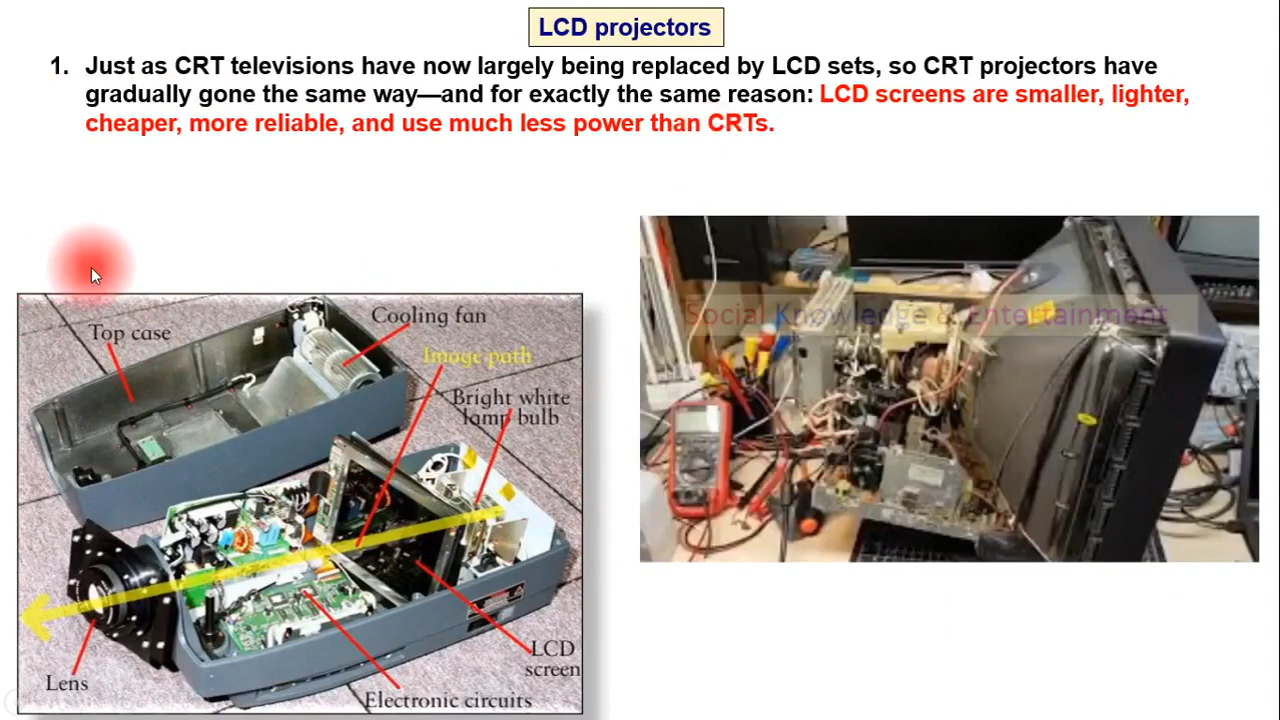 LCD projectors
1. Just as CRT televisions have now largely being replaced by LCD sets, so CRT projectors have
gradually gone the same way—and for exactly the same reason: LCD screens are smaller, lighter,
cheaper, more reliable, and use much less power than CRTs.
Top case
Cooling fan
Image path
Bright white
lamp bulb
Lens
Electronic circuits
LCD
screen
Social Knowledge & Entertainment